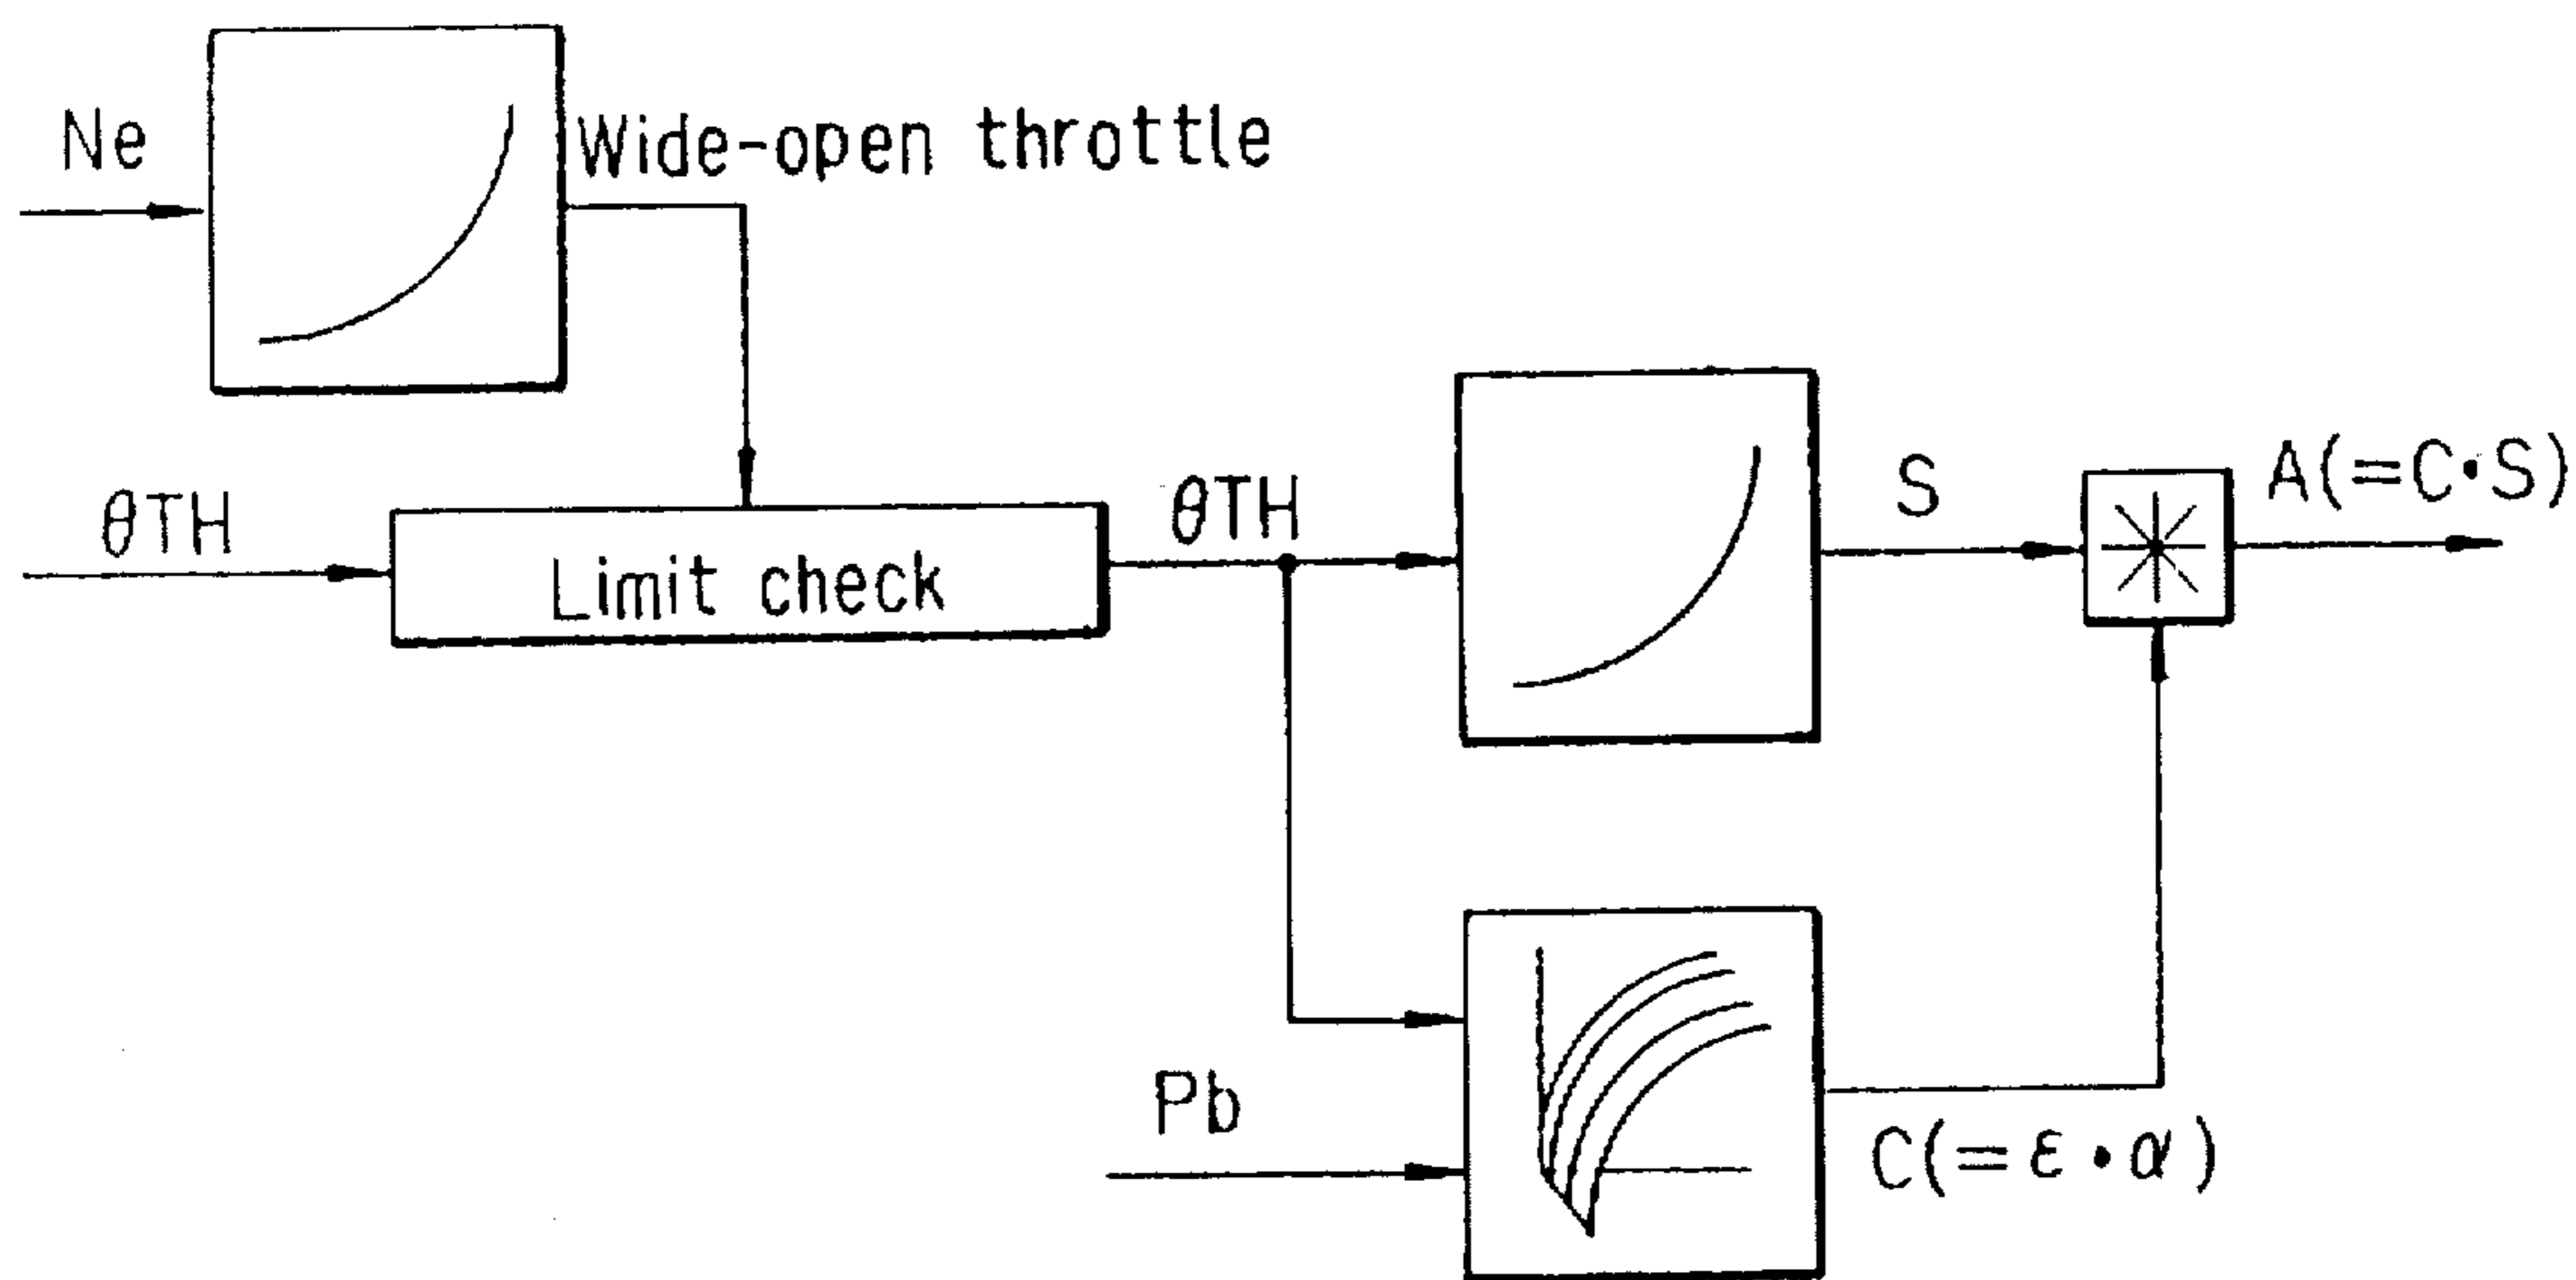 Ne
Wide-open throttle
θTH
Limit check
θTH
S
A(=C·S)
Pb
C(=ε·α)